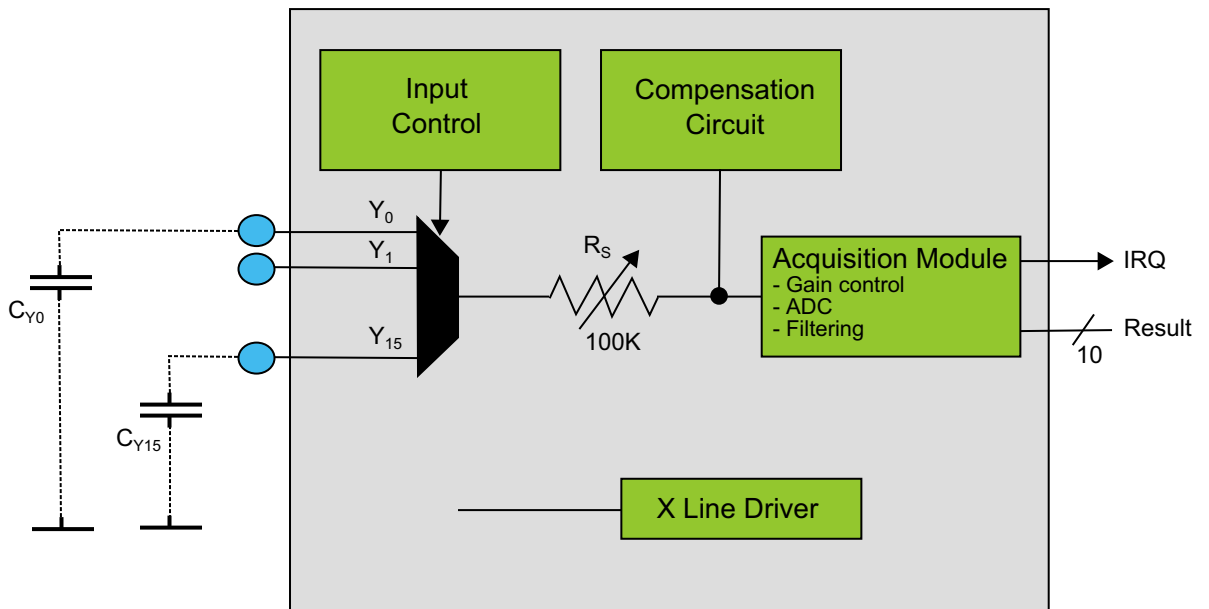 Input
Control
Compensation
Circuit
Y0
Y1
RS
Acquisition Module
- Gain control
- ADC
- Filtering
IRQ
CY0
Y15
100K
Result
10
CY15
X Line Driver